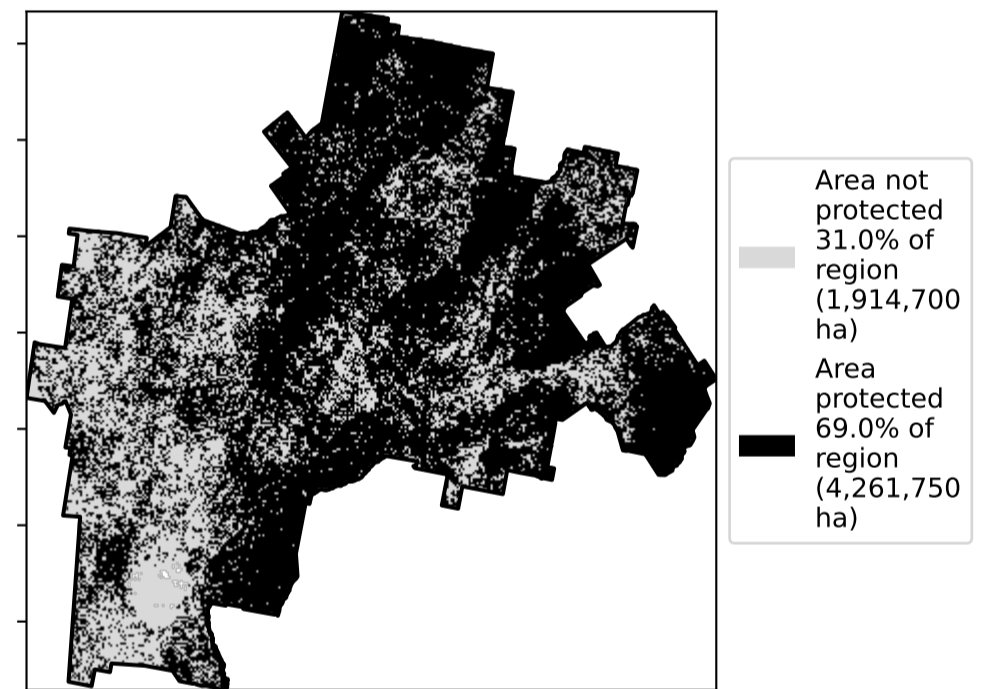 Area not
protected
31.0% of
region
(1,914,700
ha)
Area
protected
69.0% of
region
(4,261,750
ha)